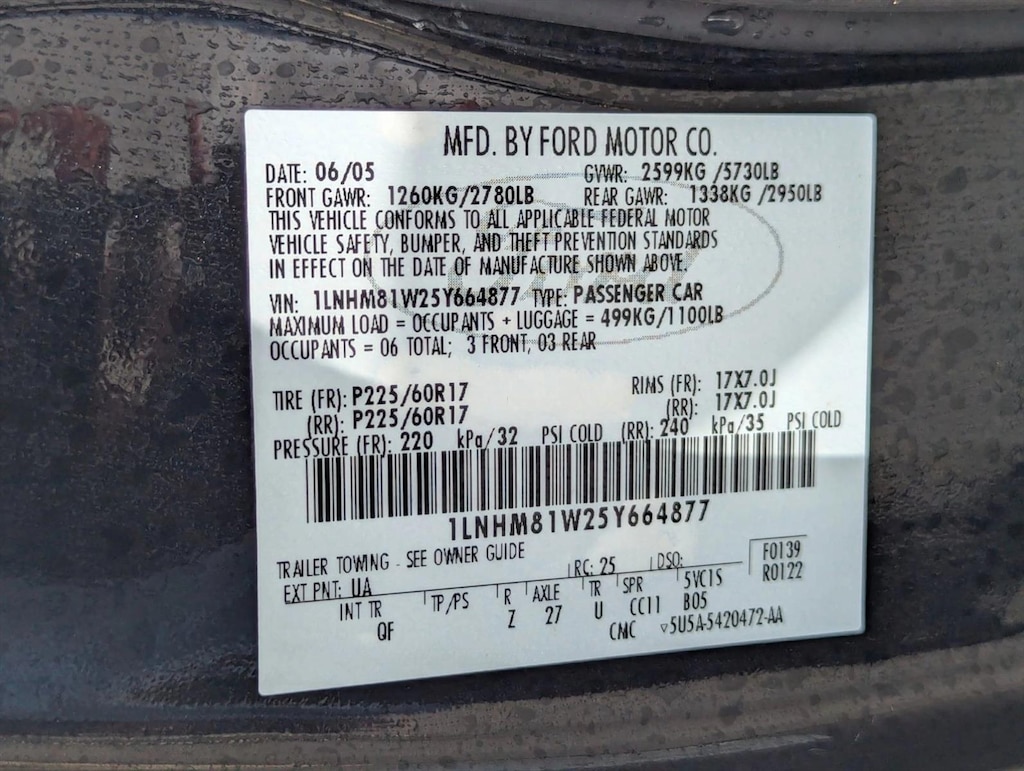 MFD. BY FORD MOTOR CO.
DATE: 06/05 GVWR: 2599KG /5730LB
FRONT GAWR: 1260KG/2780LB REAR GAWR: 1338KG /2950LB
THIS VEHICLE CONFORMS TO ALL APPLICABLE FEDERAL MOTOR
VEHICLE SAFETY, BUMPER, AND THEFT PREVENTION STANDARDS
IN EFFECT ON THE DATE OF MANUFACTURE SHOWN ABOVE.
VIN: 1LNHM81W25Y664877 TYPE: PASSENGER CAR
MAXIMUM LOAD = OCCUPANTS + LUGGAGE = 499KG/1100LB
OCCUPANTS = 06 TOTAL; 3 FRONT, 03 REAR
TIRE (FR): P225/60R17 RIMS (FR): 17X7.0J
(RR): P225/60R17 (RR): 17X7.0J
PRESSURE (FR): 220 kPa/32 PSI COLD (RR): 240 kPa/35 PSI COLD
1LNHM81W25Y664877
TRAILER TOWING - SEE OWNER GUIDE
EXT PNT: UA RC: 25 DSO: F0139
R0122
INT TR TP/PS R AXLE TR SPR 5VC1S
QF Z 27 U CC11 B05
CMC ▽5U5A-5420472-AA